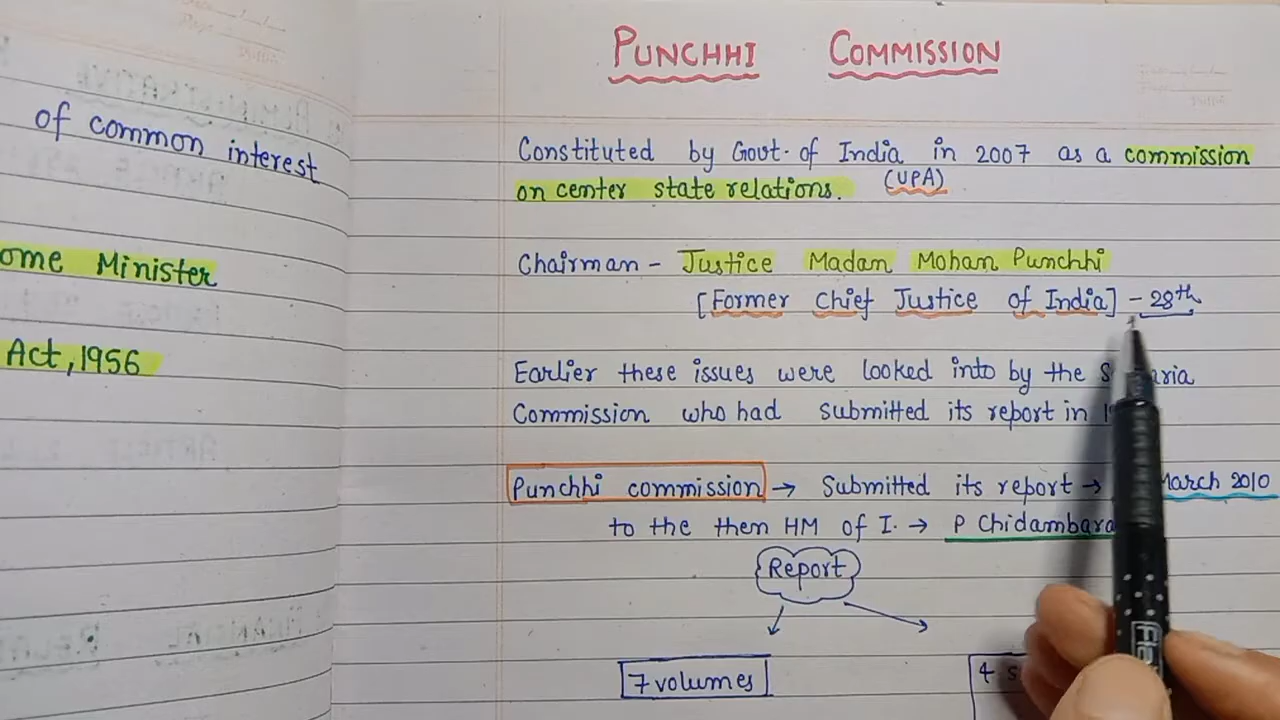 of common interest
ome Minister
Act, 1956
PUNCHHI COMMISSION
Constituted by Govt. of India in 2007 as a commission
on center state relations. (UPA)
Chairman - Justice Madan Mohan Punchhi
[Former Chief Justice of India] - 28th
Earlier these issues were looked into by the
Commission who had submitted its report in
Punchhi commission → Submitted its report → March 2010
to the then HM of I. → P Chidambara
Report
7 volumes
4